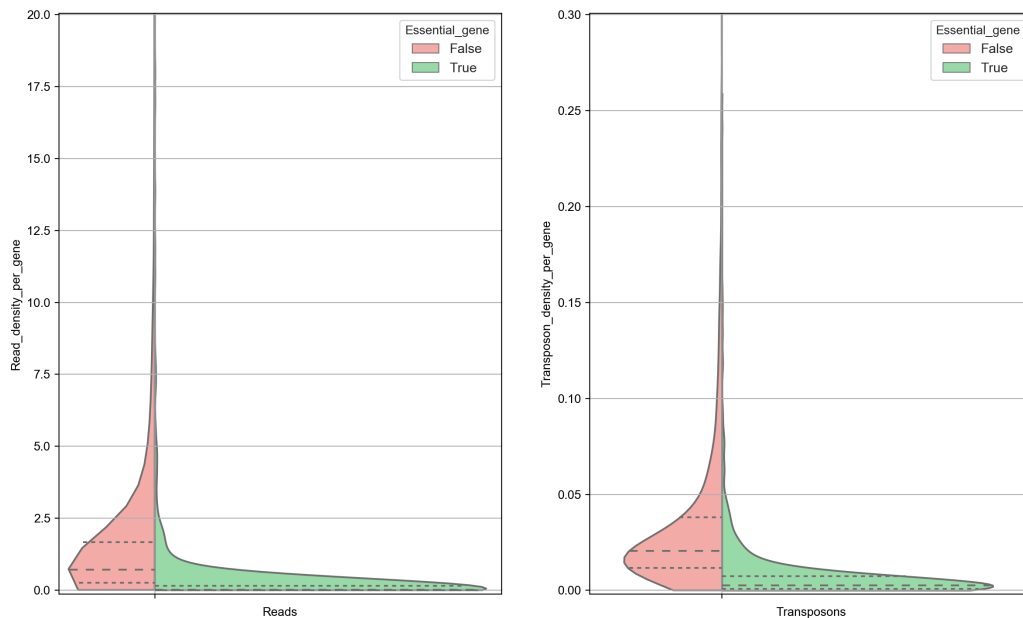 Read_density_per_gene
20.0
17.5
15.0
12.5
10.0
7.5
5.0
2.5
0.0
Essential_gene
False
True
Reads
Transposon_density_per_gene
0.30
0.25
0.20
0.15
0.10
0.05
0.00
Essential_gene
False
True
Transposons